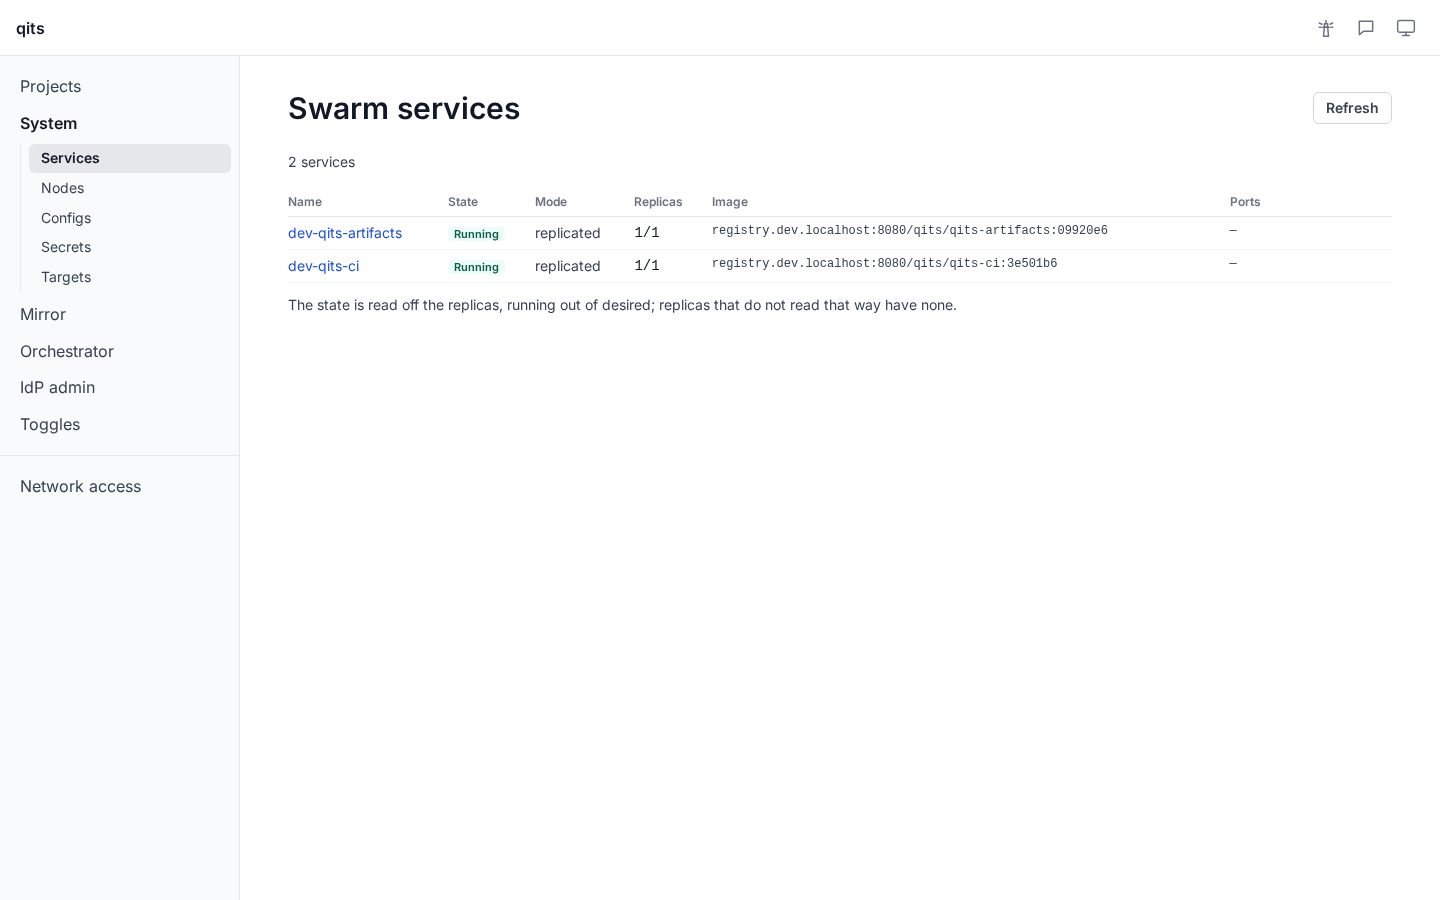 qits
Projects
System
Services
Nodes
Configs
Secrets
Targets
Mirror
Orchestrator
IdP admin
Toggles
Network access
Swarm services
Refresh
2 services
Name State Mode Replicas Image Ports
dev-qits-artifacts Running replicated 1/1 registry.dev.localhost:8080/qits/qits-artifacts:09920e6 —
dev-qits-ci Running replicated 1/1 registry.dev.localhost:8080/qits/qits-ci:3e501b6 —
The state is read off the replicas, running out of desired; replicas that do not read that way have none.